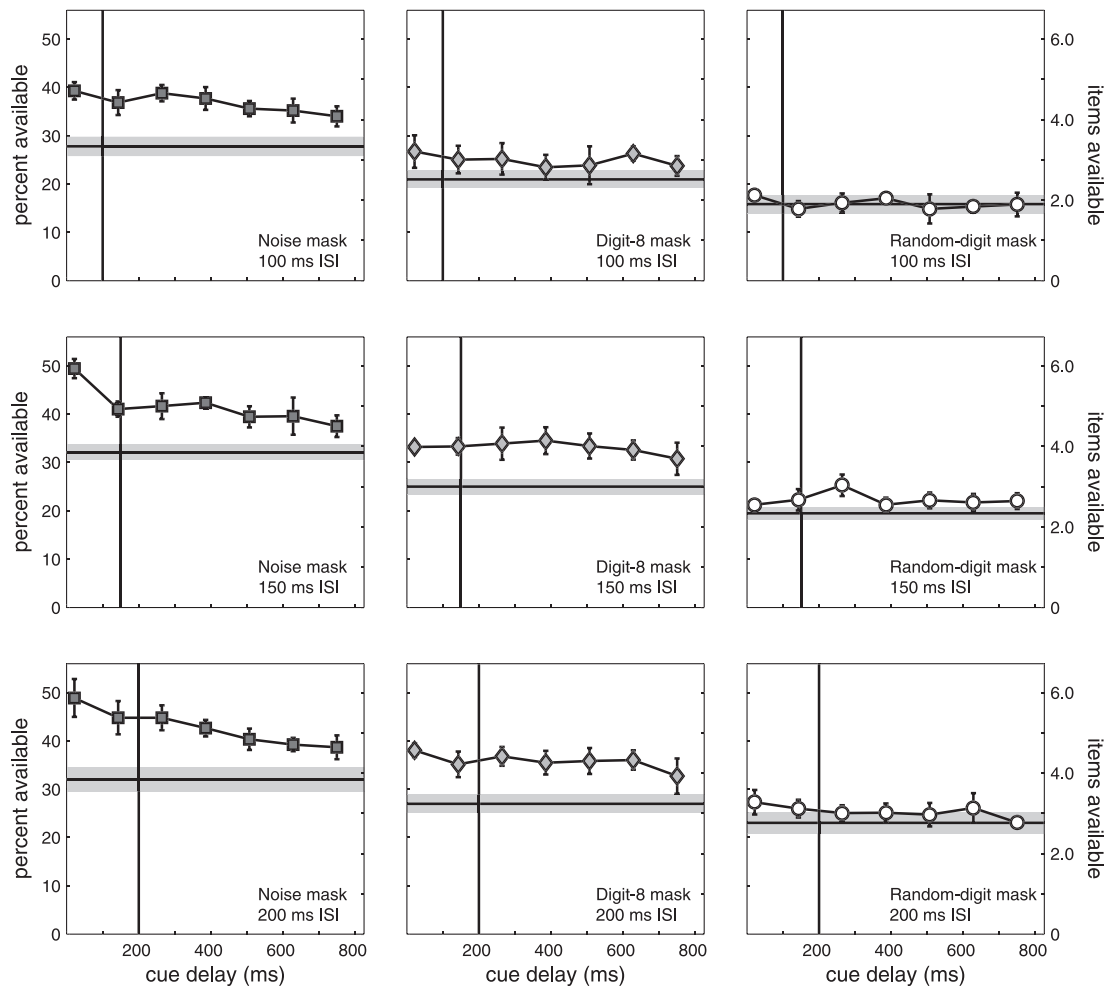 50
40
30
20
10
0
percent available
Noise mask
100 ms ISI
Digit-8 mask
100 ms ISI
Random-digit mask
100 ms ISI
6.0
4.0
2.0
0
items available
50
40
30
20
10
0
percent available
Noise mask
150 ms ISI
Digit-8 mask
150 ms ISI
Random-digit mask
150 ms ISI
6.0
4.0
2.0
0
items available
50
40
30
20
10
0
percent available
Noise mask
200 ms ISI
Digit-8 mask
200 ms ISI
Random-digit mask
200 ms ISI
6.0
4.0
2.0
0
items available
200 400 600 800
200 400 600 800
200 400 600 800
cue delay (ms)
cue delay (ms)
cue delay (ms)